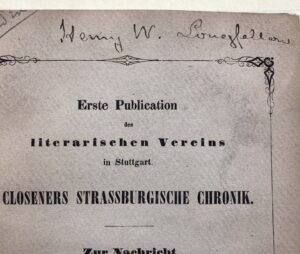 Henry W. Longfellow
Erste Publication
des
literarischen Vereins
in Stuttgart.
CLOSENERS STRASSBURGISCHE CHRONIK.
Zur Nachricht